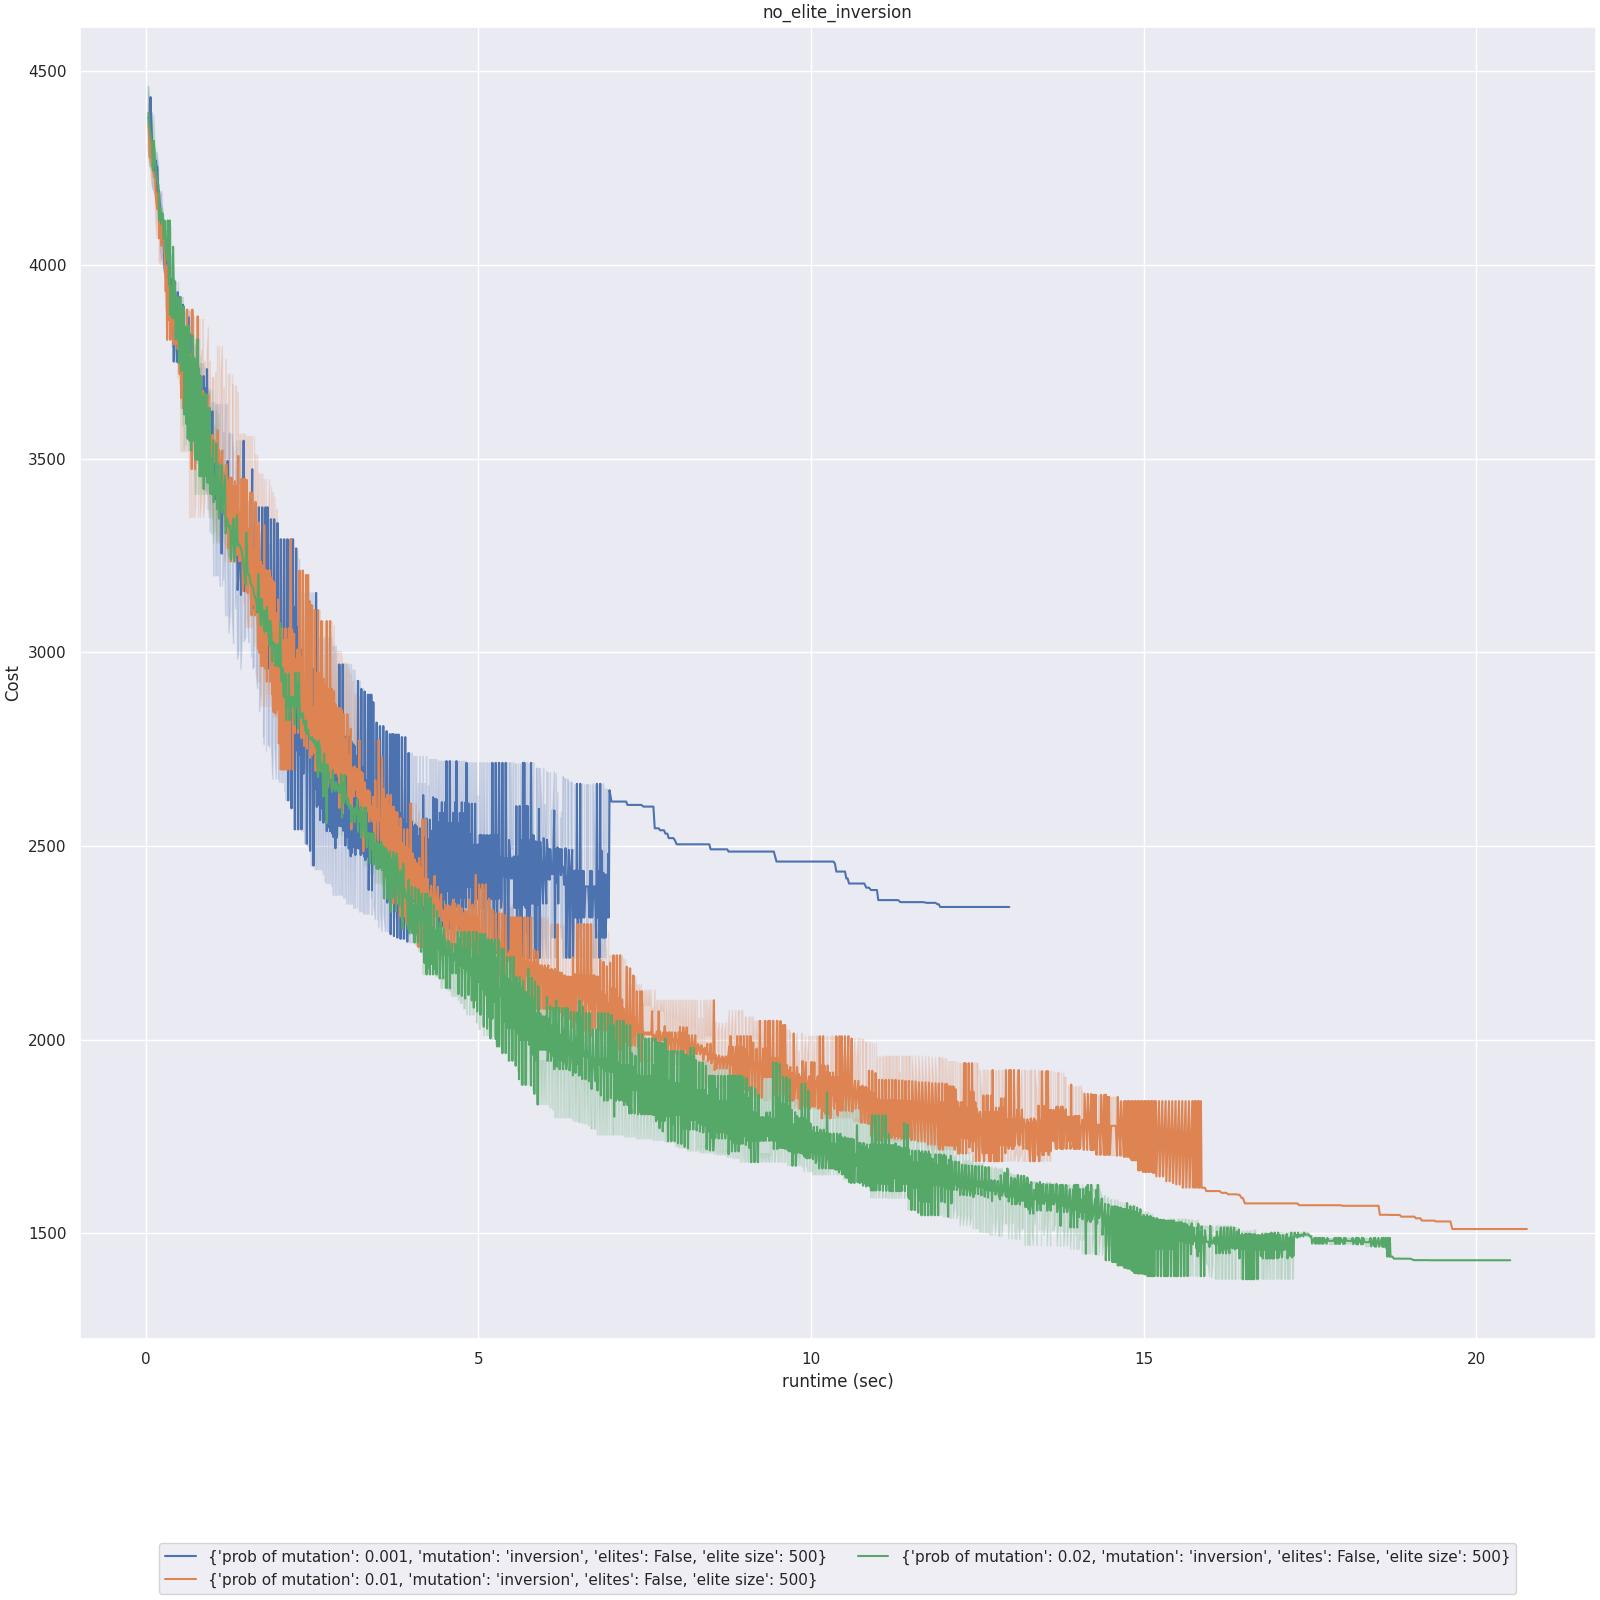 no_elite_inversion
4500
4000
3500
3000
2500
2000
1500
Cost
0 5 10 15 20
runtime (sec)
{'prob of mutation': 0.001, 'mutation': 'inversion', 'elites': False, 'elite size': 500}
{'prob of mutation': 0.01, 'mutation': 'inversion', 'elites': False, 'elite size': 500}
{'prob of mutation': 0.02, 'mutation': 'inversion', 'elites': False, 'elite size': 500}